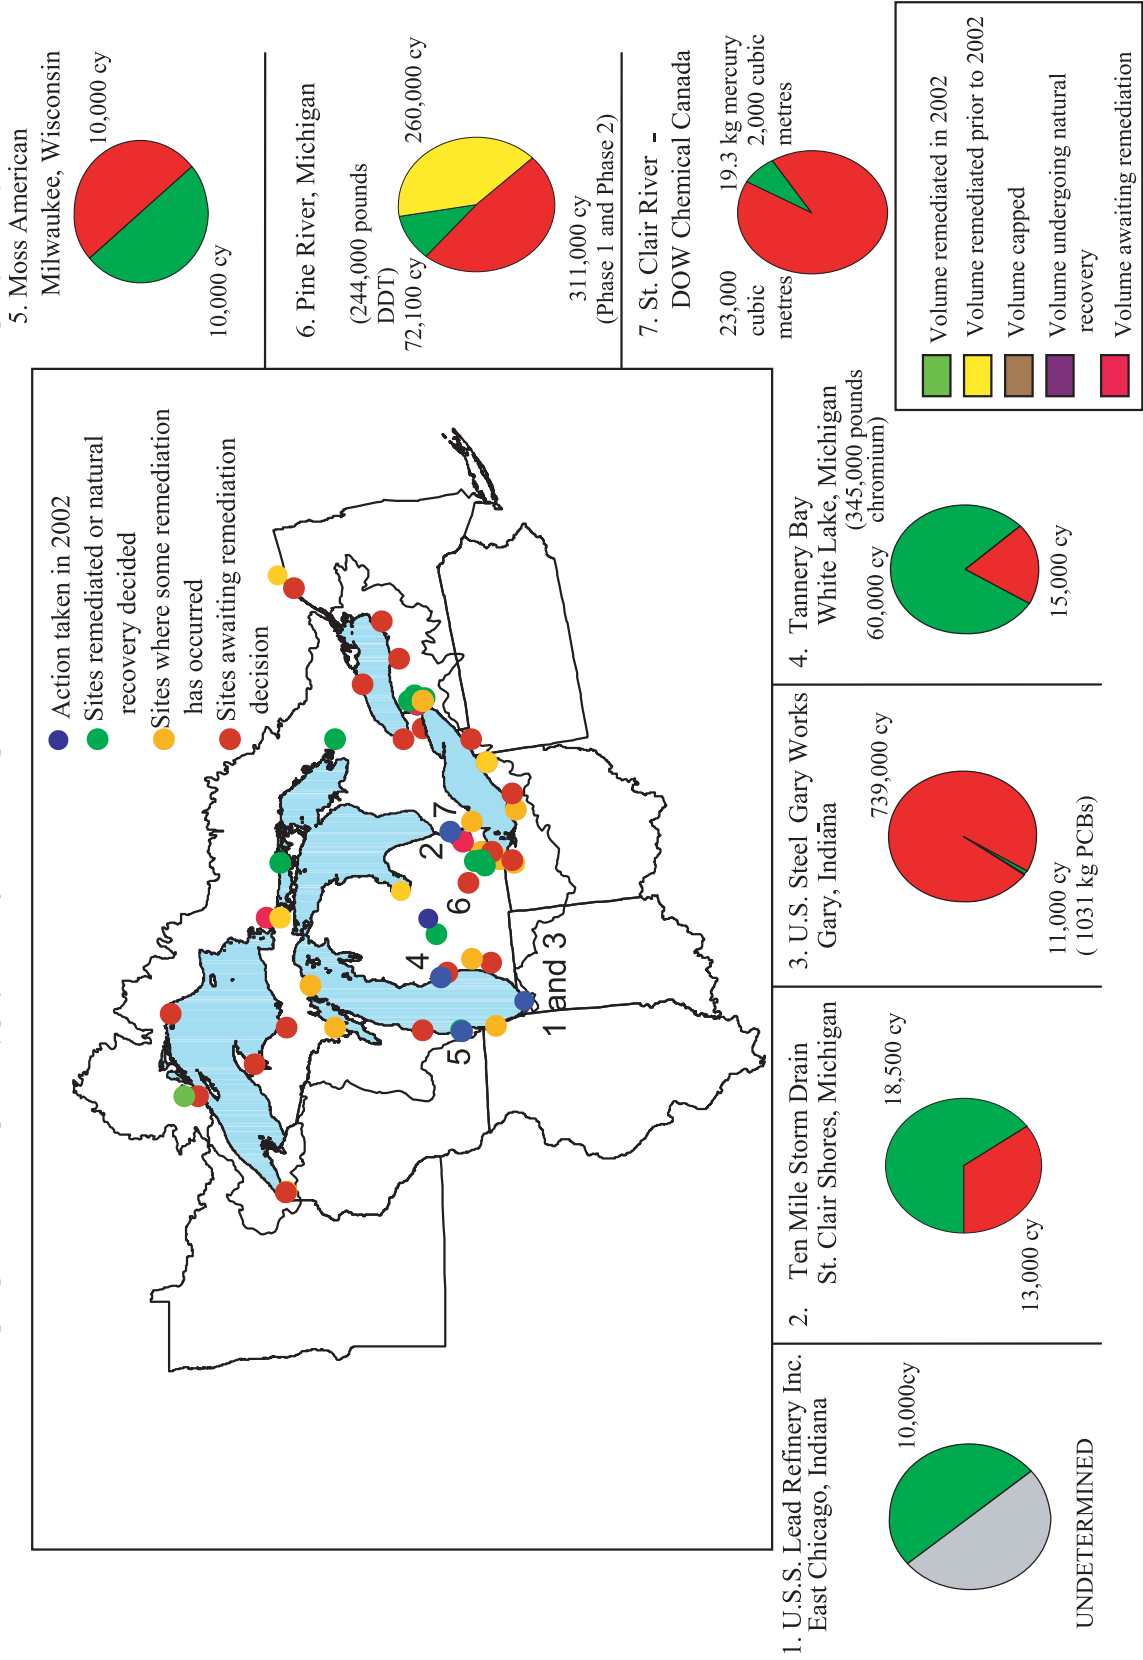 5. Moss American
Milwaukee, Wisconsin
10,000 cy
10,000 cy
6. Pine River, Michigan
(244,000 pounds
DDT)
72,100 cy
260,000 cy
311,000 cy
(Phase 1 and Phase 2)
7. St. Clair River -
DOW Chemical Canada
23,000
cubic
metres
19.3 kg mercury
2,000 cubic
metres
Action taken in 2002
Sites remediated or natural
recovery decided
Sites where some remediation
has occurred
Sites awaiting remediation
decision
2
7
6
4
5
1 and 3
1. U.S.S. Lead Refinery Inc.
East Chicago, Indiana
10,000cy
UNDETERMINED
2. Ten Mile Storm Drain
St. Clair Shores, Michigan
18,500 cy
13,000 cy
3. U.S. Steel Gary Works
Gary, Indiana
739,000 cy
11,000 cy
( 1031 kg PCBs)
4. Tannery Bay
White Lake, Michigan
(345,000 pounds
chromium)
60,000 cy
15,000 cy
Volume remediated in 2002
Volume remediated prior to 2002
Volume capped
Volume undergoing natural
recovery
Volume awaiting remediation